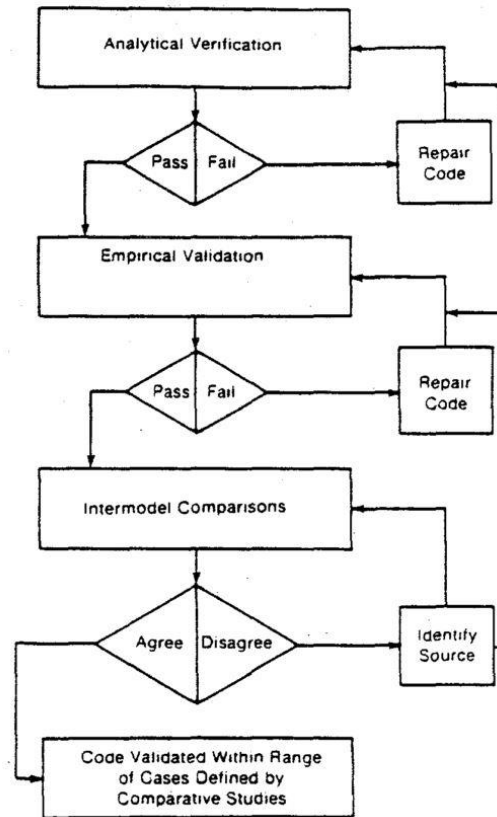 Analytical Verification
Pass
Fail
Repair
Code
Empirical Validation
Pass
Fail
Repair
Code
Intermodel Comparisons
Agree
Disagree
Identify
Source
Code Validated Within Range
of Cases Defined by
Comparative Studies